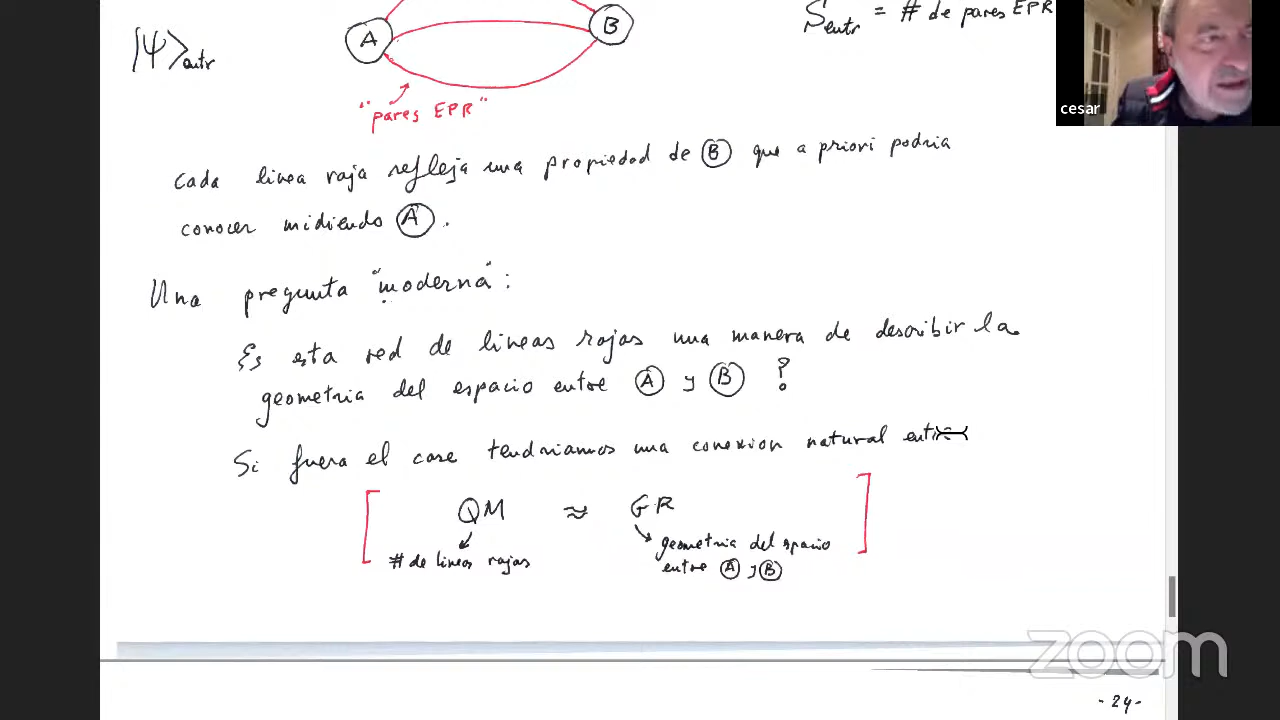 |Ψ>entr
A
B
Sentr = # de pares EPR
"pares EPR"
cesar
cada linea roja refleja una propiedad de B que a priori podria
conocer midiendo A.
Una pregunta "moderna":
Es esta red de lineas rojas una manera de describir la
geometria del espacio entre A y B ?
Si fuera el caso tendriamos una conexion natural entre
[ QM ≈ GR ]
# de lineas rojas
geometria del espacio
entre A y B
zoom
- 24 -